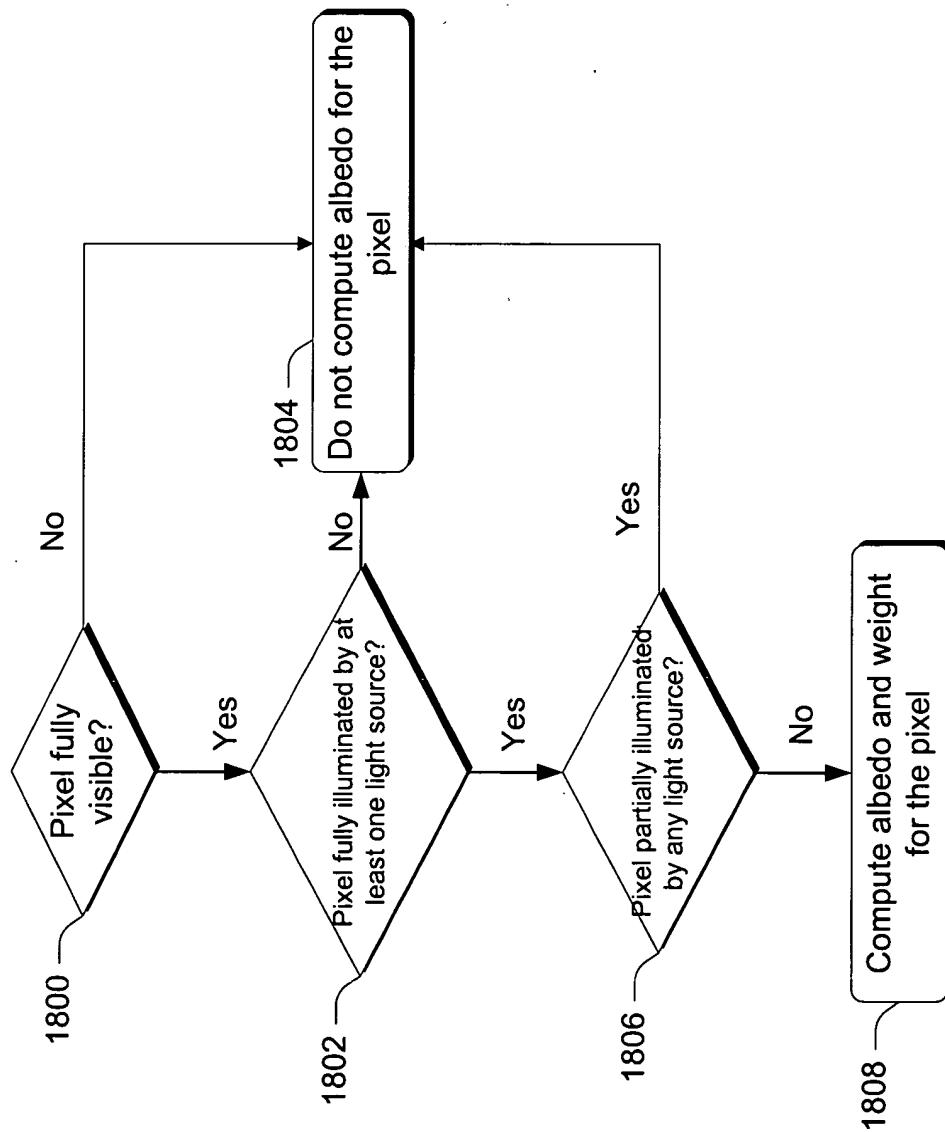 1800
Pixel fully
visible?
No
Yes
1802
Pixel fully illuminated by at
least one light source?
No
1804
Do not compute albedo for the
pixel
Yes
1806
Pixel partially illuminated
by any light source?
Yes
No
1808
Compute albedo and weight
for the pixel